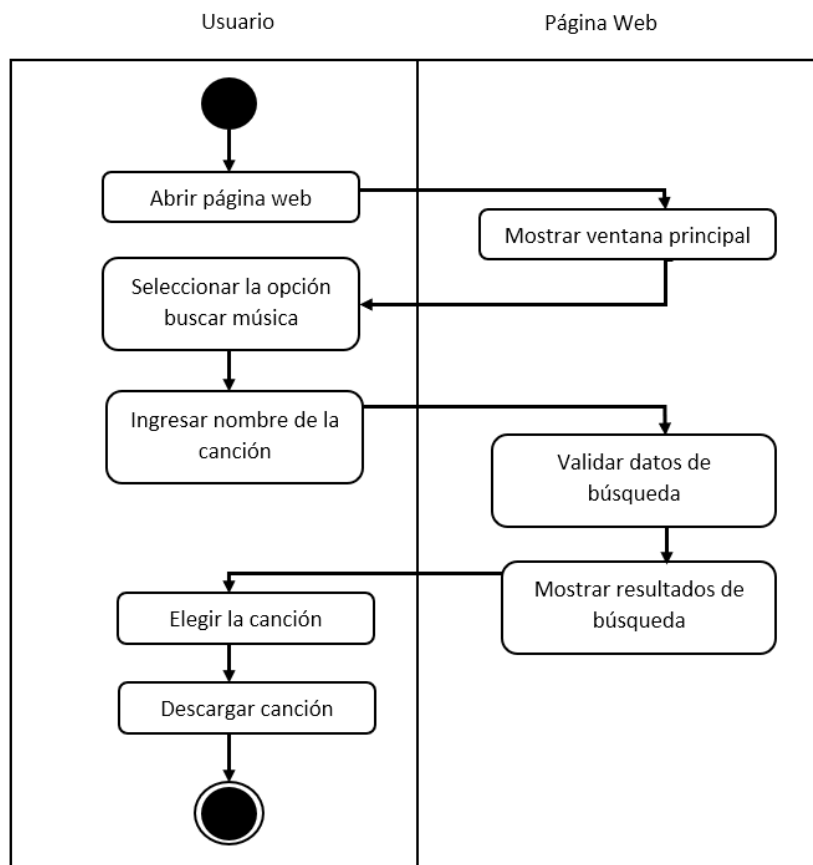 Usuario
Página Web
Abrir página web
Mostrar ventana principal
Seleccionar la opción
buscar música
Ingresar nombre de la
canción
Validar datos de
búsqueda
Mostrar resultados de
búsqueda
Elegir la canción
Descargar canción